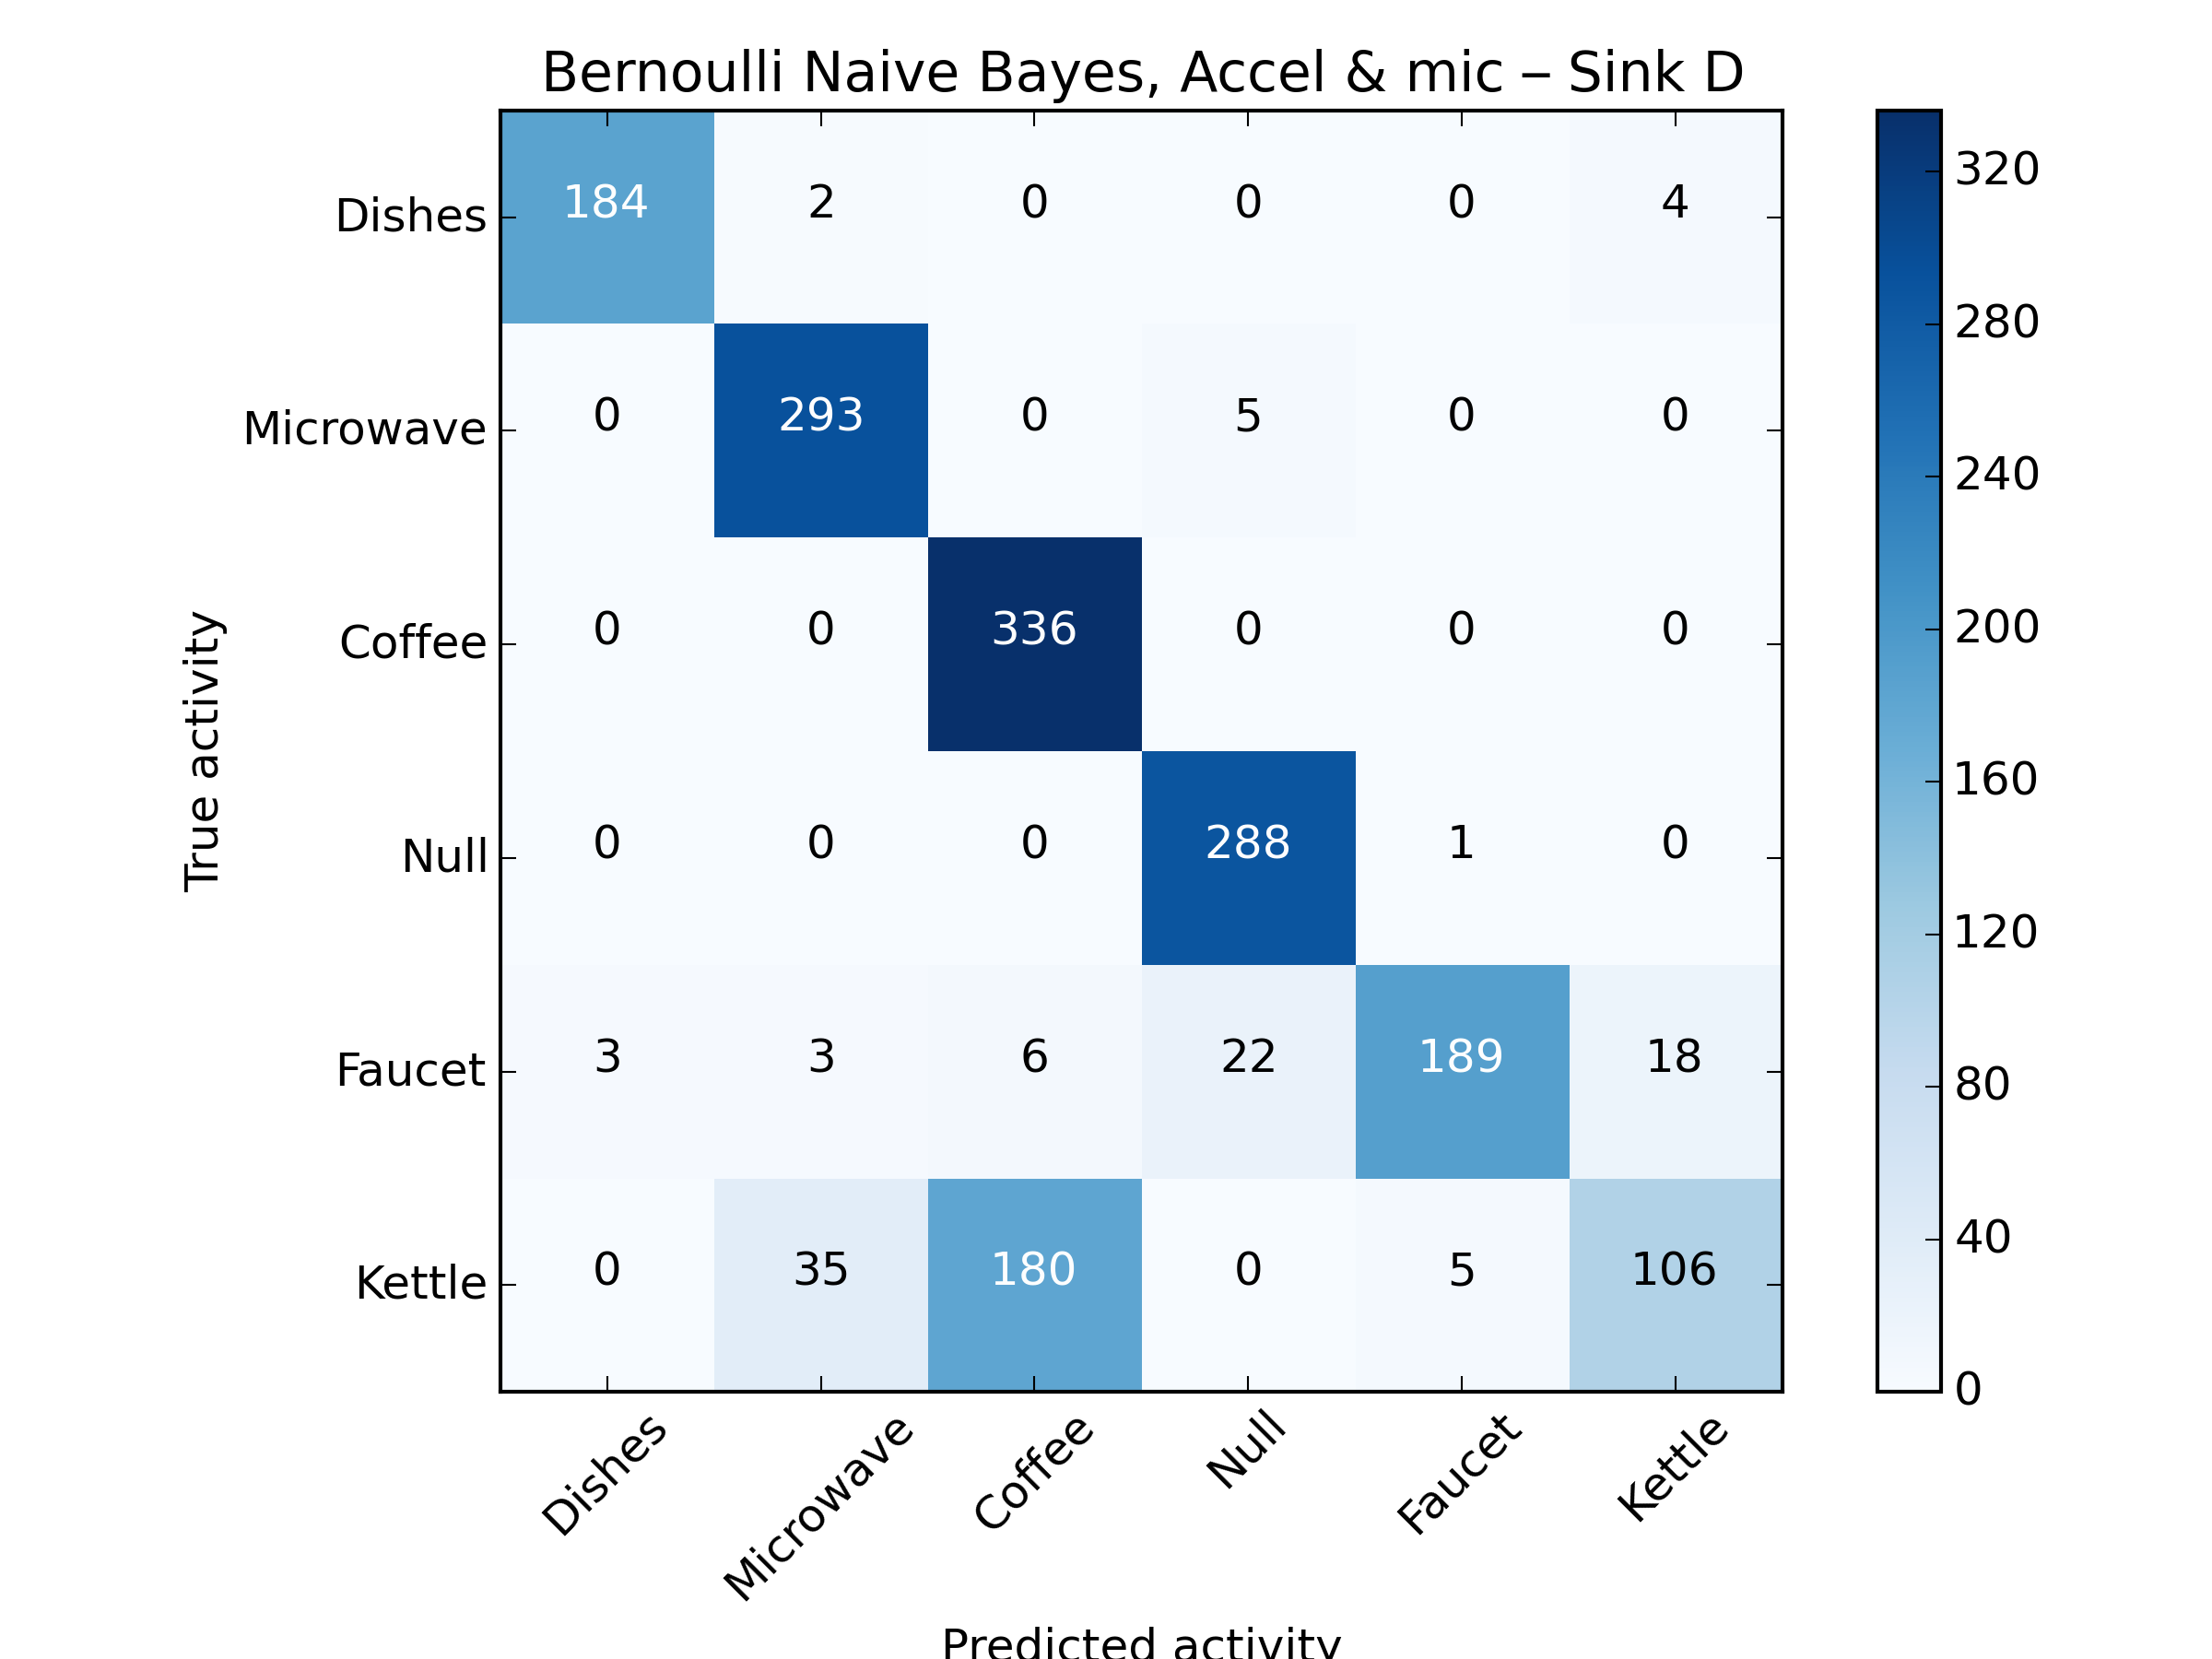 Bernoulli Naive Bayes, Accel & mic – Sink D
Dishes 184 2 0 0 0 4
Microwave 0 293 0 5 0 0
Coffee 0 0 336 0 0 0
Null 0 0 0 288 1 0
Faucet 3 3 6 22 189 18
Kettle 0 35 180 0 5 106
True activity
Dishes Microwave Coffee Null Faucet Kettle
Predicted activity
320
280
240
200
160
120
80
40
0